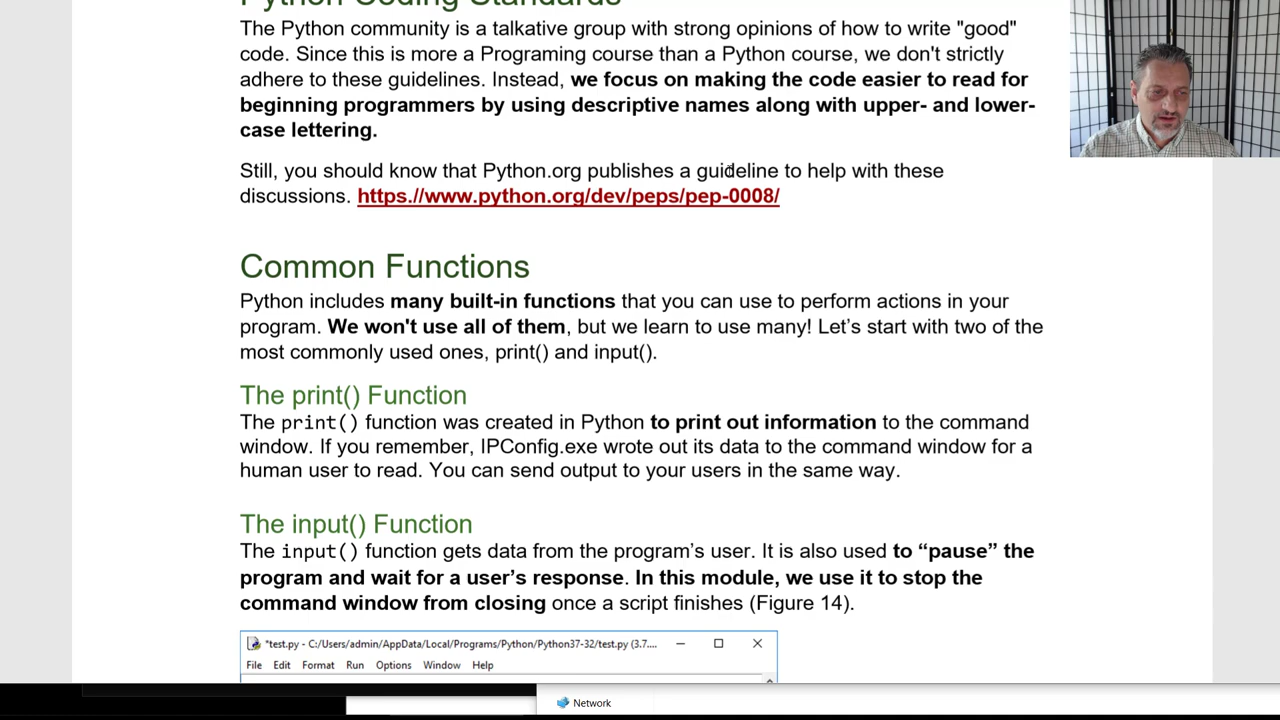 Python Coding Standards
The Python community is a talkative group with strong opinions of how to write "good"
code. Since this is more a Programing course than a Python course, we don't strictly
adhere to these guidelines. Instead, we focus on making the code easier to read for
beginning programmers by using descriptive names along with upper- and lower-
case lettering.
Still, you should know that Python.org publishes a guideline to help with these
discussions. https.//www.python.org/dev/peps/pep-0008/
Common Functions
Python includes many built-in functions that you can use to perform actions in your
program. We won't use all of them, but we learn to use many! Let’s start with two of the
most commonly used ones, print() and input().
The print() Function
The print() function was created in Python to print out information to the command
window. If you remember, IPConfig.exe wrote out its data to the command window for a
human user to read. You can send output to your users in the same way.
The input() Function
The input() function gets data from the program’s user. It is also used to “pause” the
program and wait for a user’s response. In this module, we use it to stop the
command window from closing once a script finishes (Figure 14).
*test.py - C:/Users/admin/AppData/Local/Programs/Python/Python37-32/test.py (3.7....
File Edit Format Run Options Window Help
Network